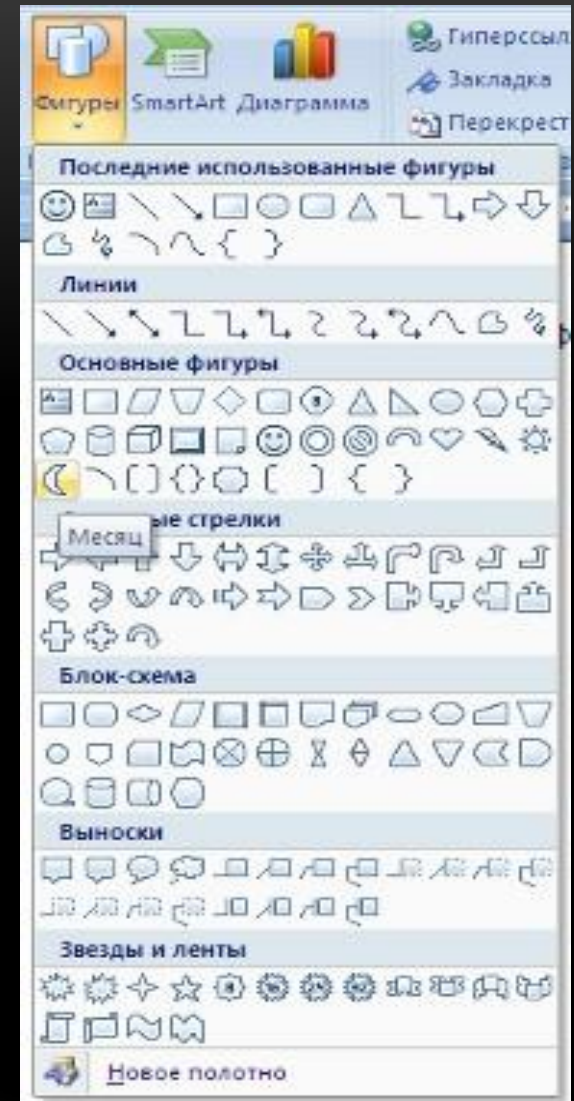 Гиперссыл
Закладка
Перекрест
Фигуры SmartArt Диаграмма
Последние использованные фигуры
Линии
Основные фигуры
ые стрелки
Месяц
Блок-схема
Выноски
Звезды и ленты
Новое полотно